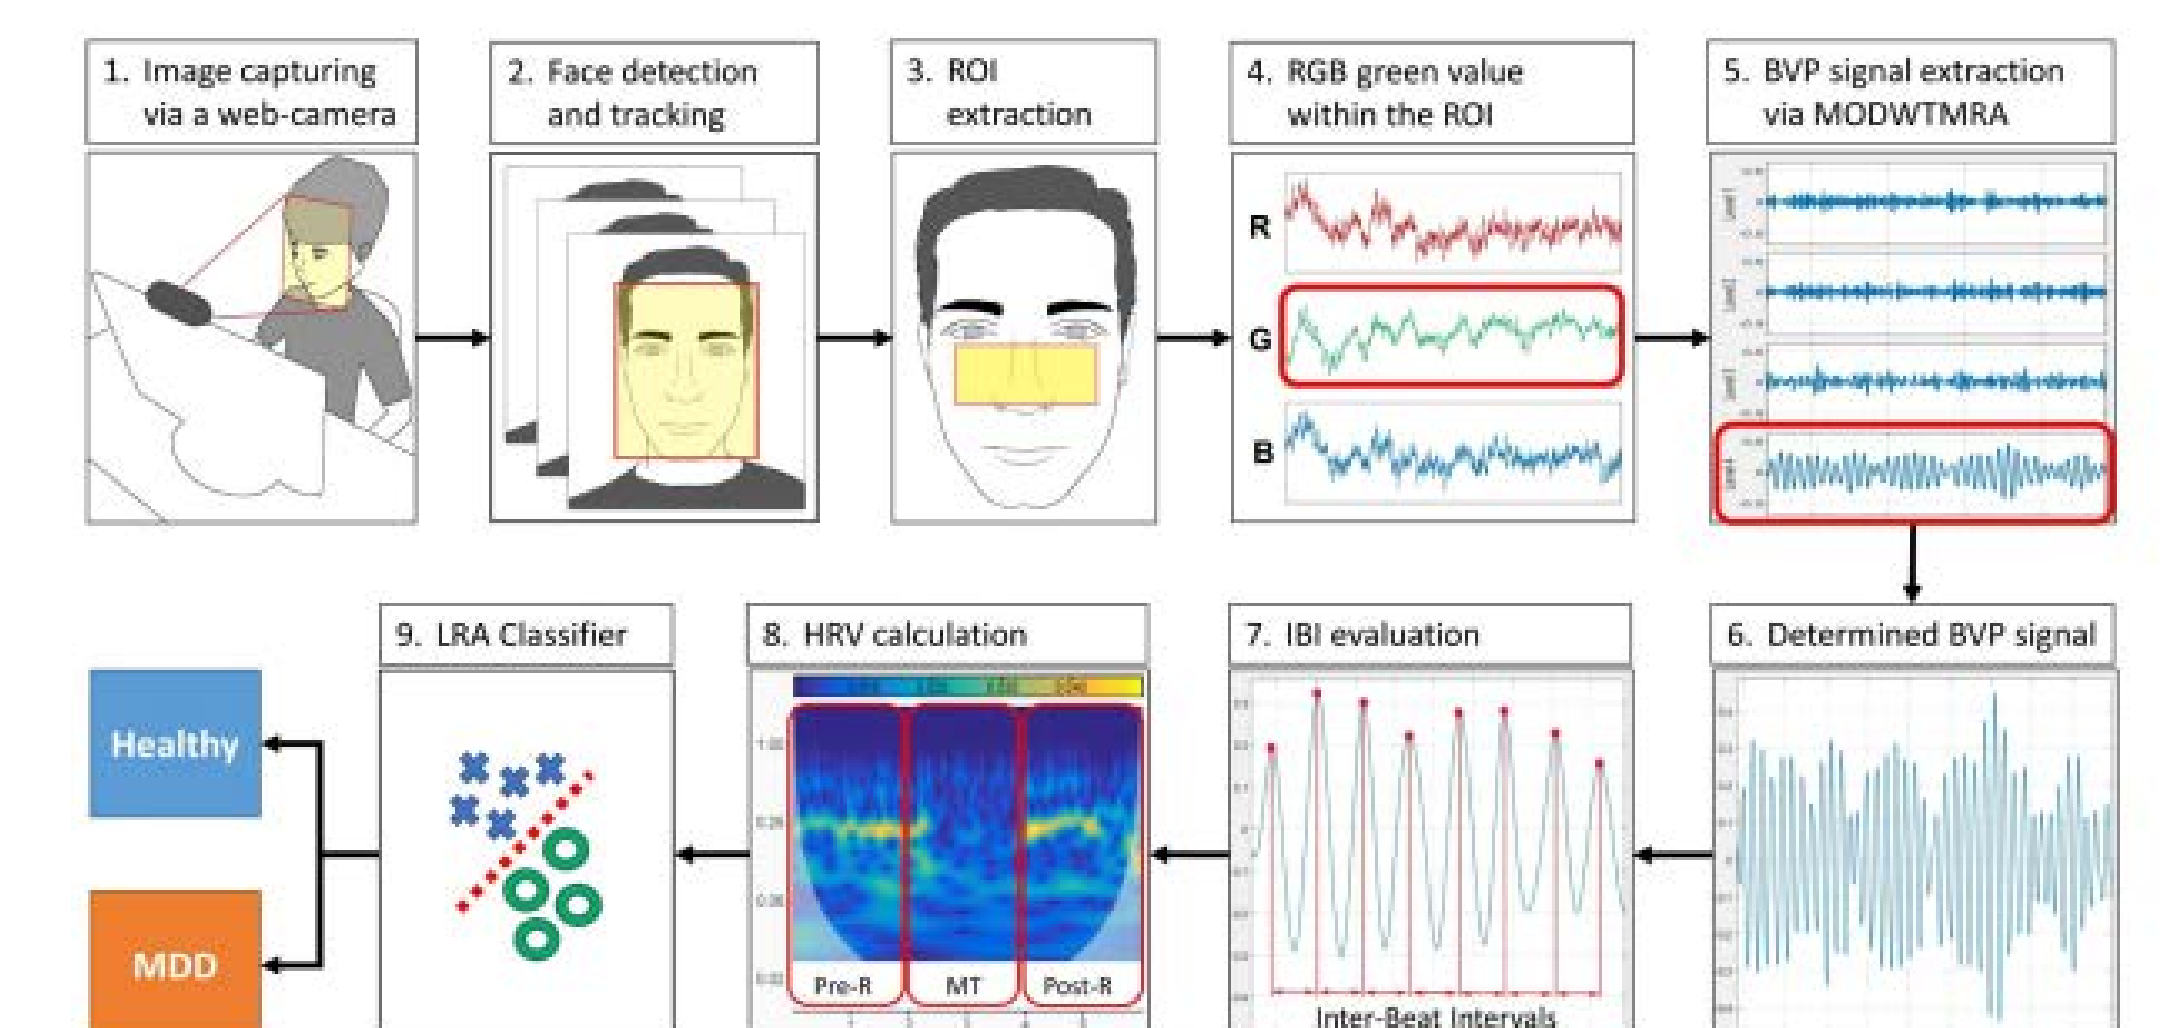 1. Image capturing
via a web-camera
2. Face detection
and tracking
3. ROI
extraction
4. RGB green value
within the ROI
5. BVP signal extraction
via MODWTMRA
R
G
B
9. LRA Classifier
8. HRV calculation
7. IBI evaluation
6. Determined BVP signal
Healthy
MDD
Pre-R
MT
Post-R
Inter-Beat Intervals